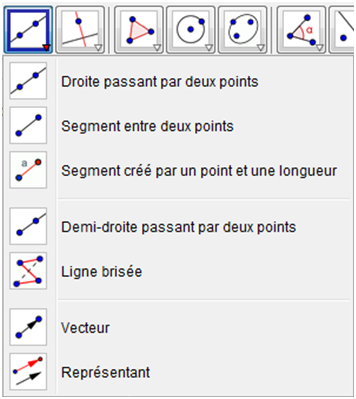 α
Droite passant par deux points
Segment entre deux points
a
Segment créé par un point et une longueur
Demi-droite passant par deux points
Ligne brisée
Vecteur
Représentant